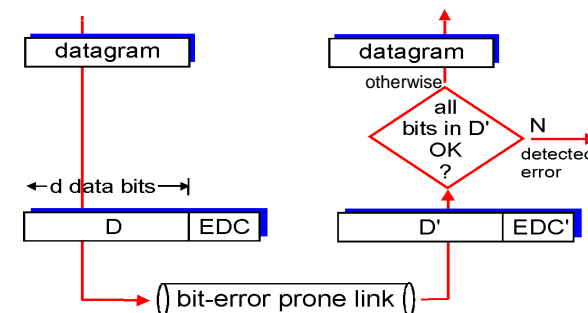 datagram
d data bits
D EDC
bit-error prone link
datagram
otherwise
all
bits in D'
OK
?
N
detected
error
D' EDC'